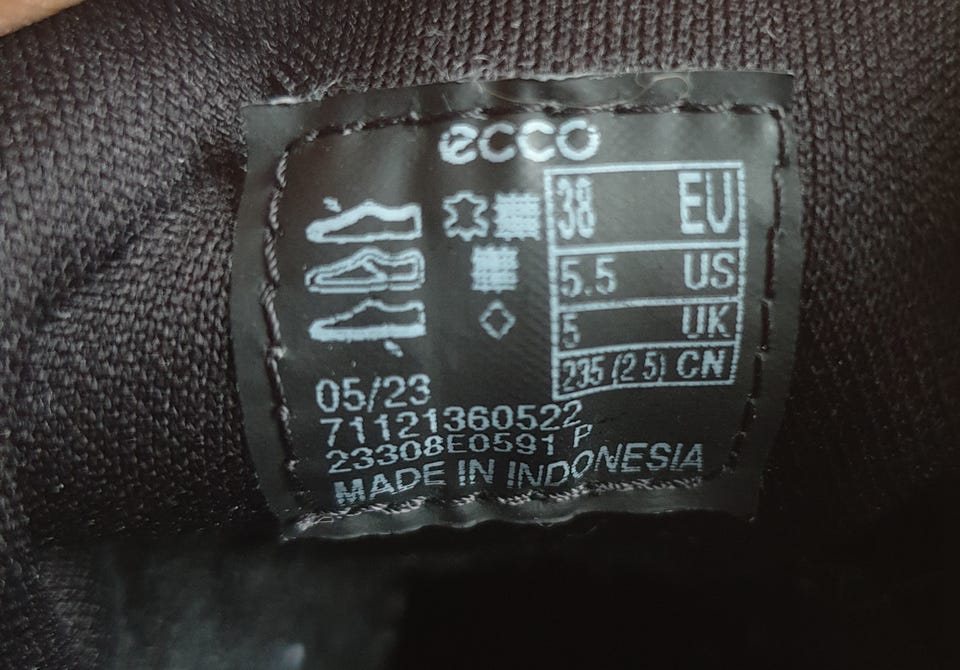 ecco
38 EU
5.5 US
5 UK
235 (2 5) CN
05/23
71121360522
23308E0591 P
MADE IN INDONESIA